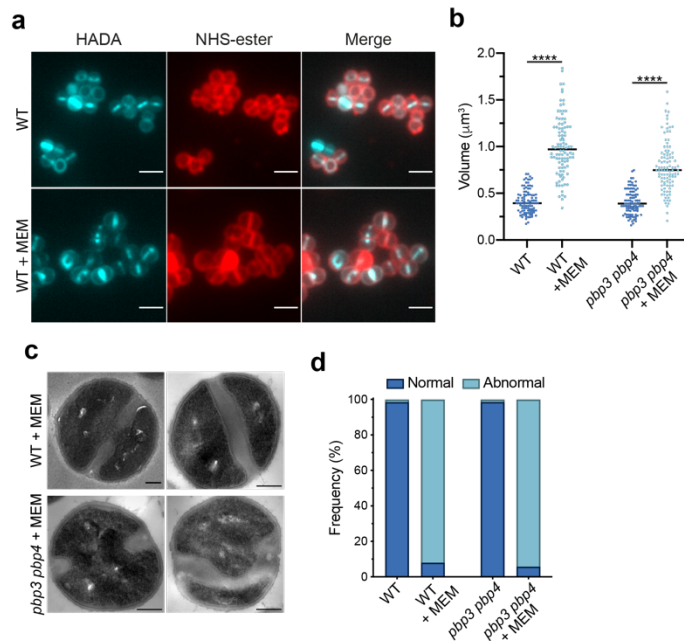 a
HADA
NHS-ester
Merge
WT
WT + MEM
b
Volume (μm³)
2.0
1.5
1.0
0.5
0.0
****
****
WT
WT
+MEM
pbp3 pbp4
pbp3 pbp4
+ MEM
c
WT + MEM
pbp3 pbp4 + MEM
d
Normal
Abnormal
Frequency (%)
100
80
60
40
20
0
WT
WT
+ MEM
pbp3 pbp4
pbp3 pbp4
+ MEM